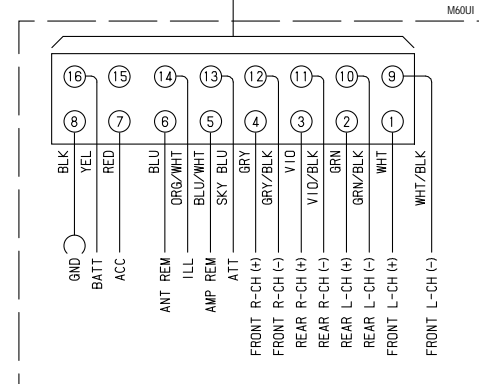 M60UI
16 15 14 13 12 11 10 9
8 7 6 5 4 3 2 1
BLK
YEL
RED
BLU
ORG/WHT
BLU/WHT
SKY BLU
GRY
GRY/BLK
VIO
VIO/BLK
GRN
GRN/BLK
WHT
WHT/BLK
GND
BATT
ACC
ANT REM
ILL
AMP REM
ATT
FRONT R-CH (+)
FRONT R-CH (-)
REAR R-CH (+)
REAR R-CH (-)
REAR L-CH (+)
REAR L-CH (-)
FRONT L-CH (+)
FRONT L-CH (-)